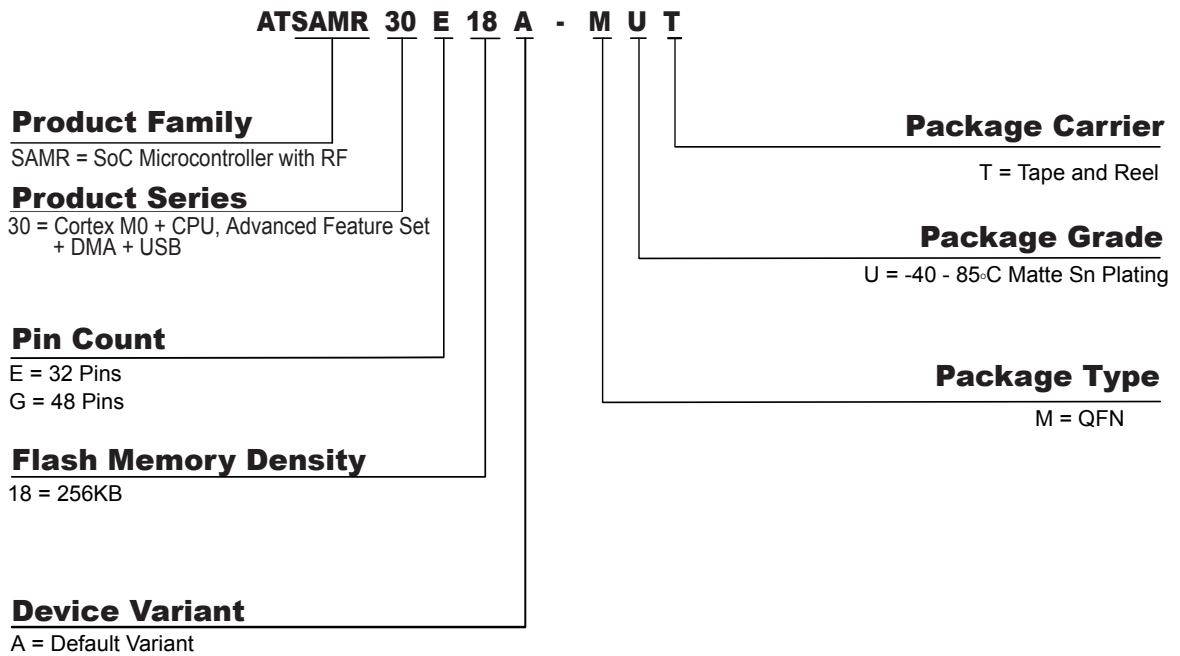 ATSAMR 30 E 18 A - M U T
Product Family
SAMR = SoC Microcontroller with RF
Product Series
30 = Cortex M0 + CPU, Advanced Feature Set
+ DMA + USB
Pin Count
E = 32 Pins
G = 48 Pins
Flash Memory Density
18 = 256KB
Device Variant
A = Default Variant
Package Carrier
T = Tape and Reel
Package Grade
U = -40 - 85°C Matte Sn Plating
Package Type
M = QFN